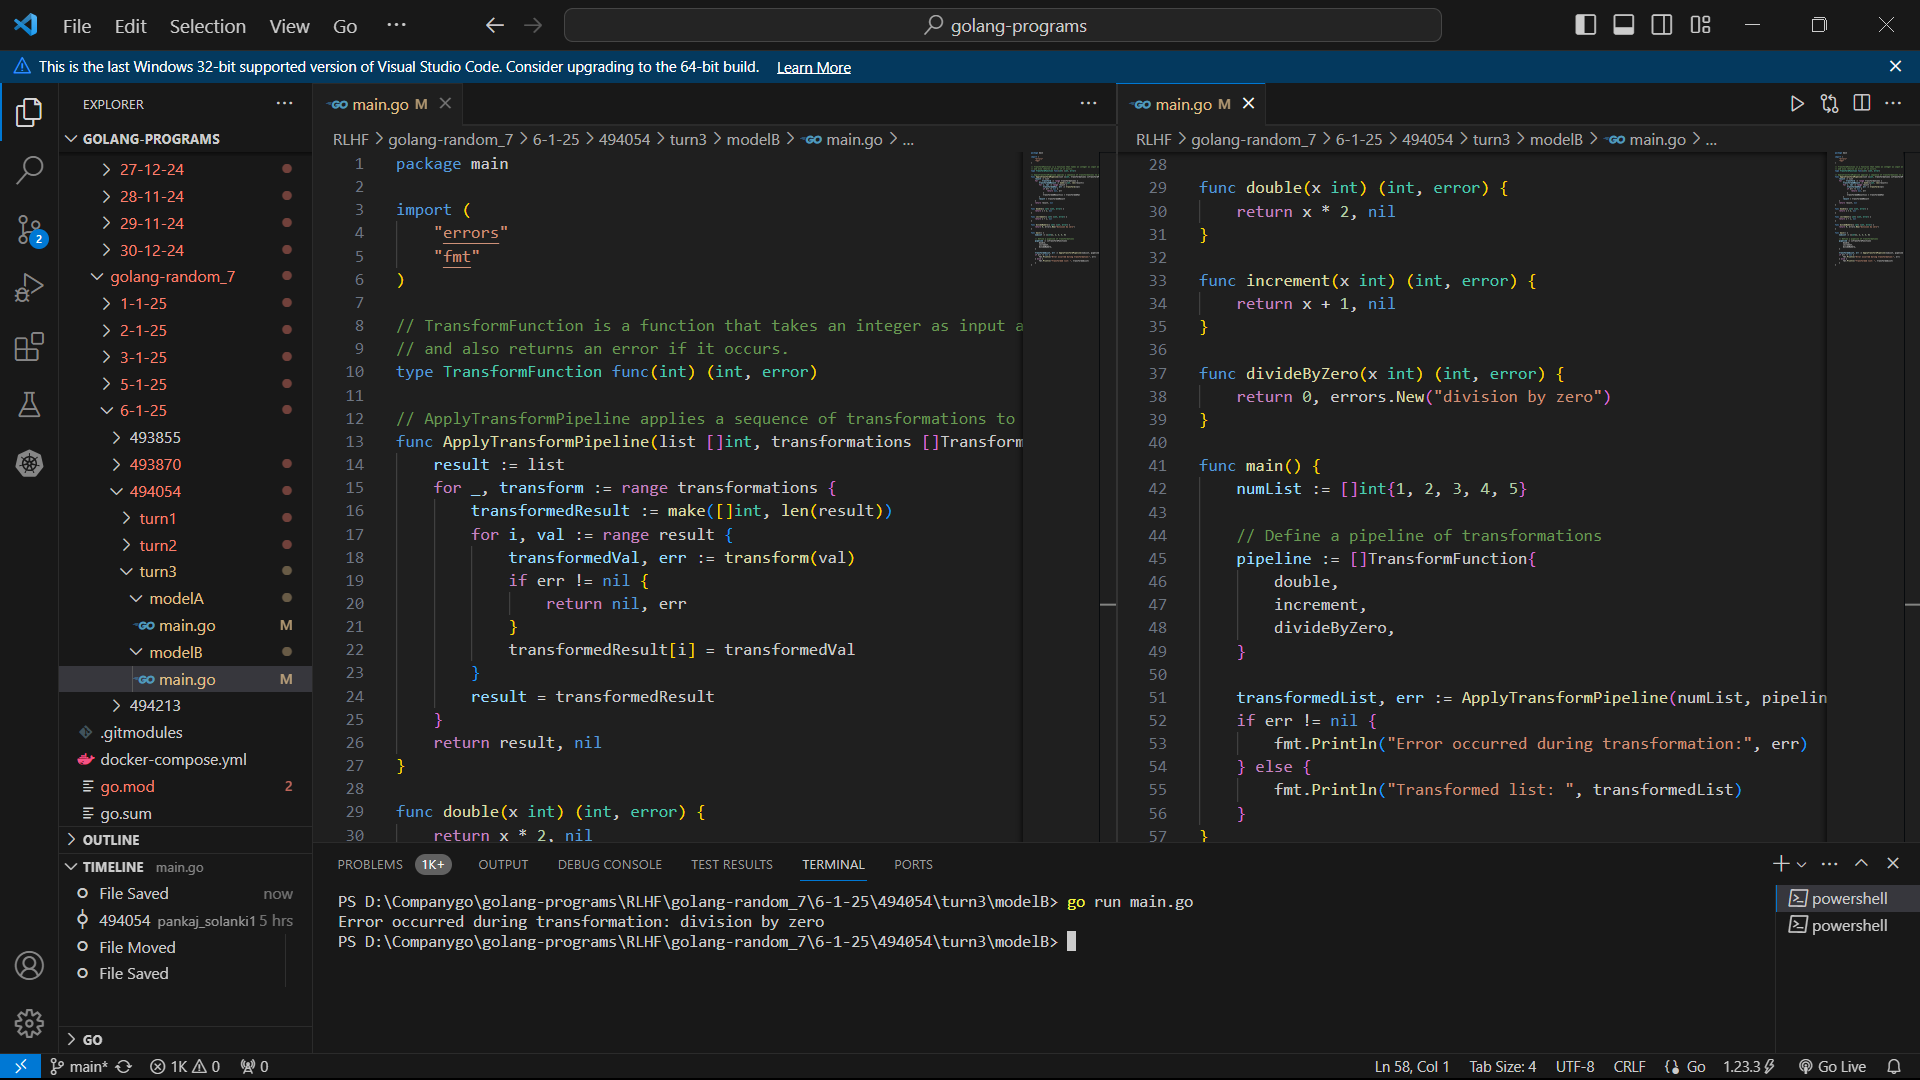 File Edit Selection View Go ···
golang-programs
This is the last Windows 32-bit supported version of Visual Studio Code. Consider upgrading to the 64-bit build. Learn More
EXPLORER
GOLANG-PROGRAMS
27-12-24
28-11-24
29-11-24
30-12-24
golang-random_7
1-1-25
2-1-25
3-1-25
5-1-25
6-1-25
493855
493870
494054
turn1
turn2
turn3
modelA
main.go M
modelB
main.go M
494213
.gitmodules
docker-compose.yml
go.mod 2
go.sum
OUTLINE
TIMELINE main.go
File Saved now
494054 pankaj_solanki1 5 hrs
File Moved
File Saved
GO
2
main.go M
RLHF > golang-random_7 > 6-1-25 > 494054 > turn3 > modelB > main.go > ...
1 package main
2
3 import (
4 "errors"
5 "fmt"
6 )
7
8 // TransformFunction is a function that takes an integer as input a
9 // and also returns an error if it occurs.
10 type TransformFunction func(int) (int, error)
11
12 // ApplyTransformPipeline applies a sequence of transformations to
13 func ApplyTransformPipeline(list []int, transformations []Transform
14 result := list
15 for _, transform := range transformations {
16 transformedResult := make([]int, len(result))
17 for i, val := range result {
18 transformedVal, err := transform(val)
19 if err != nil {
20 return nil, err
21 }
22 transformedResult[i] = transformedVal
23 }
24 result = transformedResult
25 }
26 return result, nil
27 }
28
29 func double(x int) (int, error) {
30 return x * 2, nil
main.go M
RLHF > golang-random_7 > 6-1-25 > 494054 > turn3 > modelB > main.go > ...
28
29 func double(x int) (int, error) {
30 return x * 2, nil
31 }
32
33 func increment(x int) (int, error) {
34 return x + 1, nil
35 }
36
37 func divideByZero(x int) (int, error) {
38 return 0, errors.New("division by zero")
39 }
40
41 func main() {
42 numList := []int{1, 2, 3, 4, 5}
43
44 // Define a pipeline of transformations
45 pipeline := []TransformFunction{
46 double,
47 increment,
48 divideByZero,
49 }
50
51 transformedList, err := ApplyTransformPipeline(numList, pipelin
52 if err != nil {
53 fmt.Println("Error occurred during transformation:", err)
54 } else {
55 fmt.Println("Transformed list: ", transformedList)
56 }
57 }
PROBLEMS 1K+ OUTPUT DEBUG CONSOLE TEST RESULTS TERMINAL PORTS
PS D:\Companygo\golang-programs\RLHF\golang-random_7\6-1-25\494054\turn3\modelB> go run main.go
Error occurred during transformation: division by zero
PS D:\Companygo\golang-programs\RLHF\golang-random_7\6-1-25\494054\turn3\modelB>
powershell
powershell
main* 1K 0 0
Ln 58, Col 1 Tab Size: 4 UTF-8 CRLF Go 1.23.3 Go Live